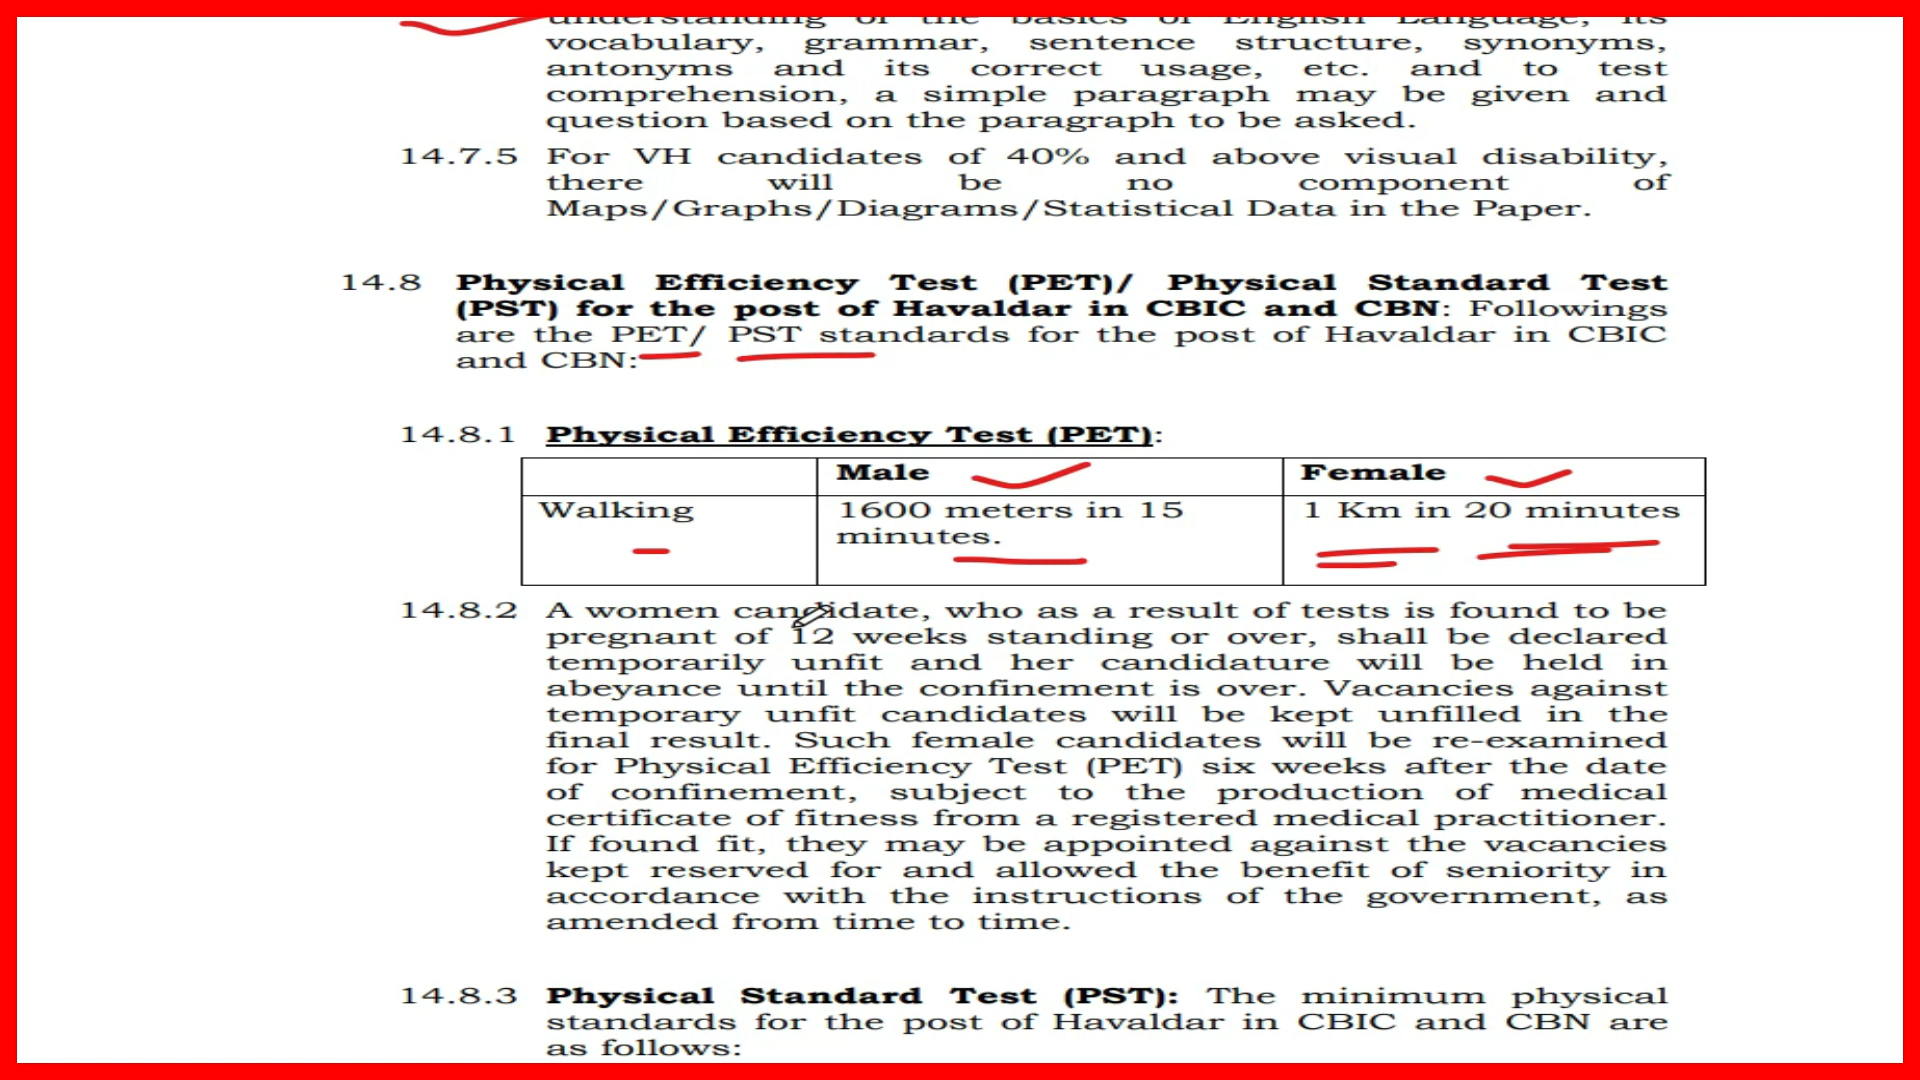 understanding of the basics of English Language, its
vocabulary, grammar, sentence structure, synonyms,
antonyms and its correct usage, etc. and to test
comprehension, a simple paragraph may be given and
question based on the paragraph to be asked.
14.7.5 For VH candidates of 40% and above visual disability,
there will be no component of
Maps/Graphs/Diagrams/Statistical Data in the Paper.
14.8 Physical Efficiency Test (PET)/ Physical Standard Test
(PST) for the post of Havaldar in CBIC and CBN: Followings
are the PET/ PST standards for the post of Havaldar in CBIC
and CBN:
14.8.1 Physical Efficiency Test (PET):
Male Female
Walking 1600 meters in 15 1 Km in 20 minutes
minutes.
14.8.2 A women candidate, who as a result of tests is found to be
pregnant of 12 weeks standing or over, shall be declared
temporarily unfit and her candidature will be held in
abeyance until the confinement is over. Vacancies against
temporary unfit candidates will be kept unfilled in the
final result. Such female candidates will be re-examined
for Physical Efficiency Test (PET) six weeks after the date
of confinement, subject to the production of medical
certificate of fitness from a registered medical practitioner.
If found fit, they may be appointed against the vacancies
kept reserved for and allowed the benefit of seniority in
accordance with the instructions of the government, as
amended from time to time.
14.8.3 Physical Standard Test (PST): The minimum physical
standards for the post of Havaldar in CBIC and CBN are
as follows: